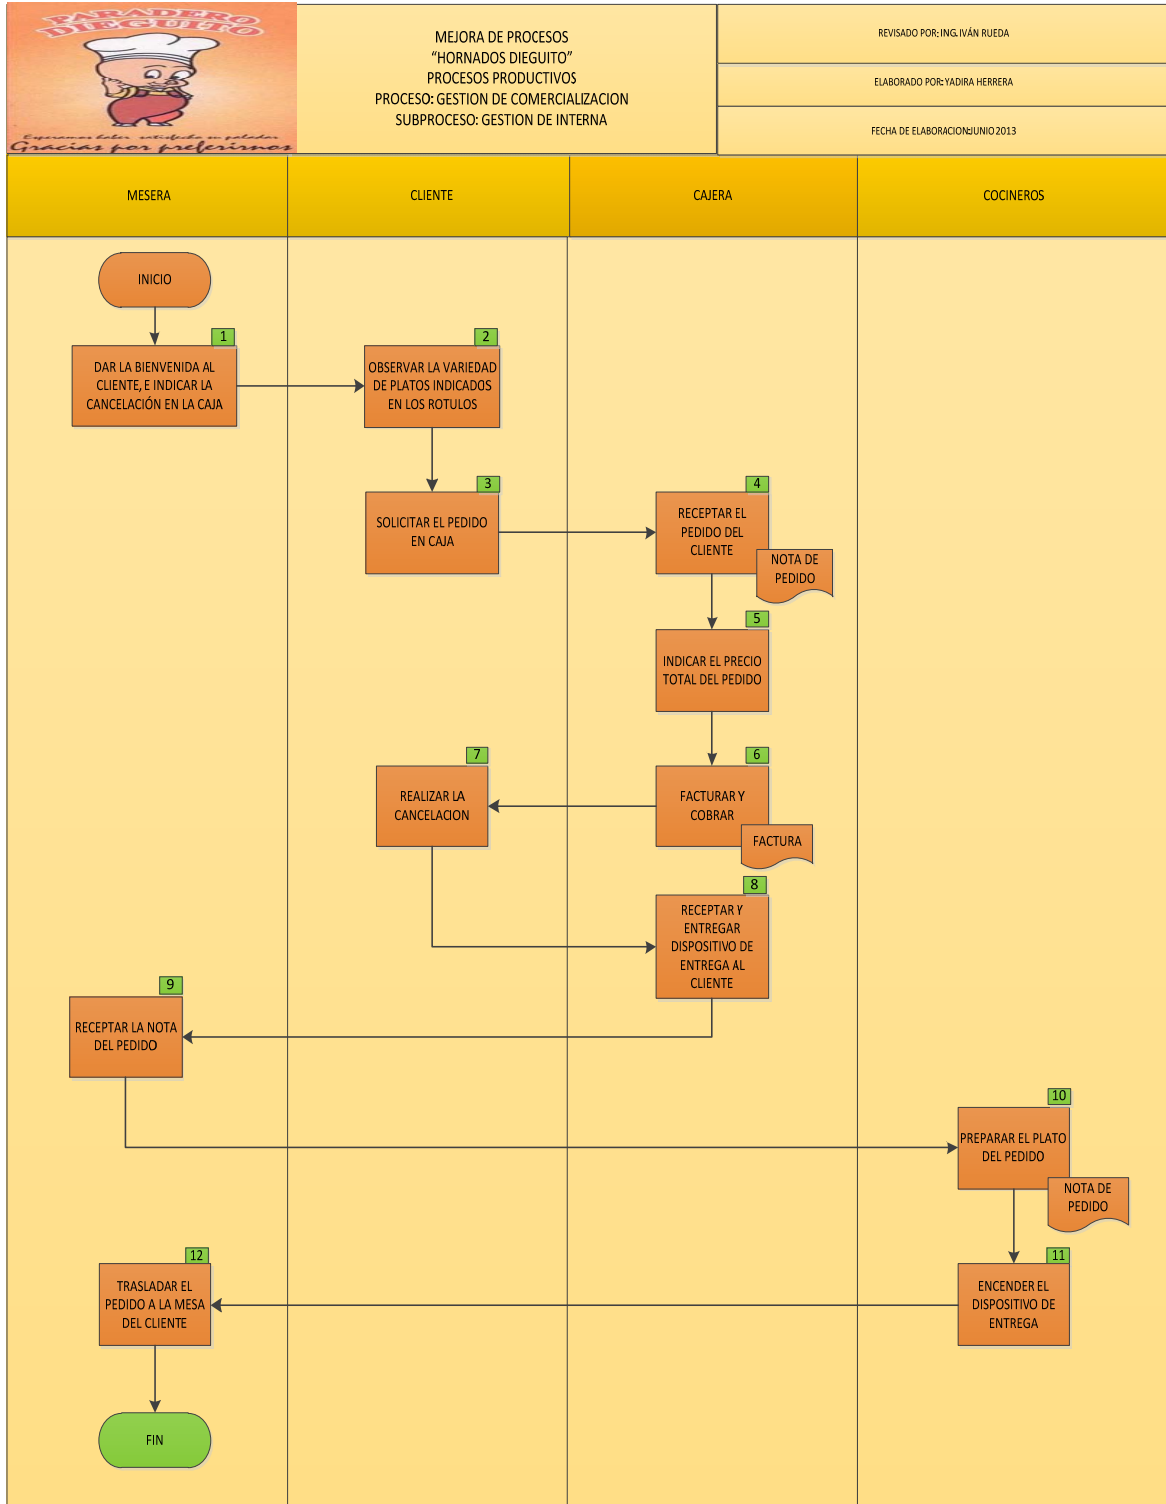 PARADERO
DIEGUITO
Esperamos haber satisfecho su paladar
Gracias por preferirnos
MEJORA DE PROCESOS
“HORNADOS DIEGUITO”
PROCESOS PRODUCTIVOS
PROCESO: GESTION DE COMERCIALIZACION
SUBPROCESO: GESTION DE INTERNA
REVISADO POR: ING. IVÁN RUEDA
ELABORADO POR: YADIRA HERRERA
FECHA DE ELABORACION:JUNIO 2013
MESERA
CLIENTE
CAJERA
COCINEROS
INICIO
1
DAR LA BIENVENIDA AL
CLIENTE, E INDICAR LA
CANCELACIÓN EN LA CAJA
2
OBSERVAR LA VARIEDAD
DE PLATOS INDICADOS
EN LOS ROTULOS
3
SOLICITAR EL PEDIDO
EN CAJA
4
RECEPTAR EL
PEDIDO DEL
CLIENTE
NOTA DE
PEDIDO
5
INDICAR EL PRECIO
TOTAL DEL PEDIDO
6
FACTURAR Y
COBRAR
FACTURA
7
REALIZAR LA
CANCELACION
8
RECEPTAR Y
ENTREGAR
DISPOSITIVO DE
ENTREGA AL
CLIENTE
9
RECEPTAR LA NOTA
DEL PEDIDO
10
PREPARAR EL PLATO
DEL PEDIDO
NOTA DE
PEDIDO
11
ENCENDER EL
DISPOSITIVO DE
ENTREGA
12
TRASLADAR EL
PEDIDO A LA MESA
DEL CLIENTE
FIN